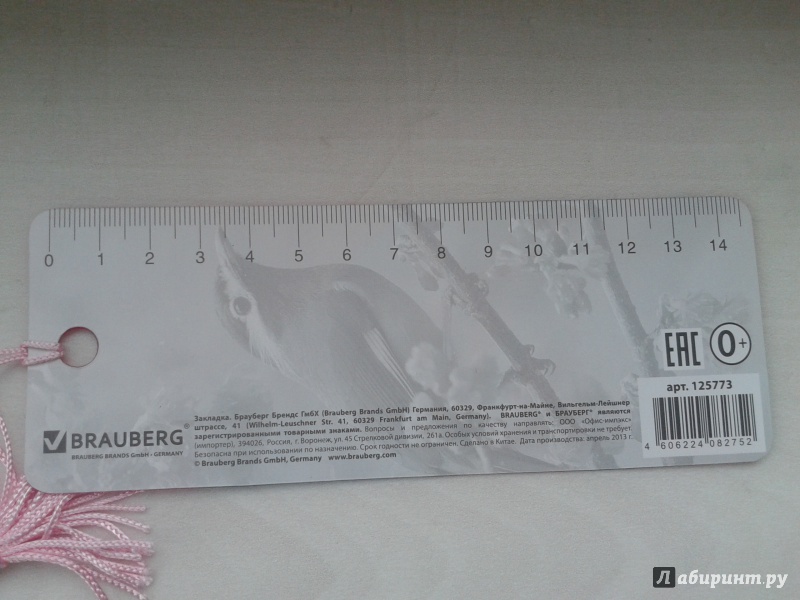 0 1 2 3 4 5 6 7 8 9 10 11 12 13 14
EAC 0+
арт. 125773
4 606224 082752
BRAUBERG®
BRAUBERG BRANDS GmbH • GERMANY
Закладка. Брауберг Брендс ГмбХ (Brauberg Brands GmbH) Германия, 60329, Франкфурт-на-Майне, Вильгельм-Лейшнер
штрассе, 41 (Wilhelm-Leuschner Str. 41, 60329 Frankfurt am Main, Germany). BRAUBERG® и БРАУБЕРГ® являются
зарегистрированными товарными знаками. Вопросы и предложения по качеству направлять: ООО «Офис-импэкс»
(импортер), 394026, Россия, г. Воронеж, ул. 45 Стрелковой дивизии, 261а. Особых условий хранения и транспортировки не требует.
Безопасна при использовании по назначению. Срок годности не ограничен. Сделано в Китае. Дата производства: апрель 2013 г.
© Brauberg Brands GmbH, Germany www.brauberg.com
Лабиринт.ру